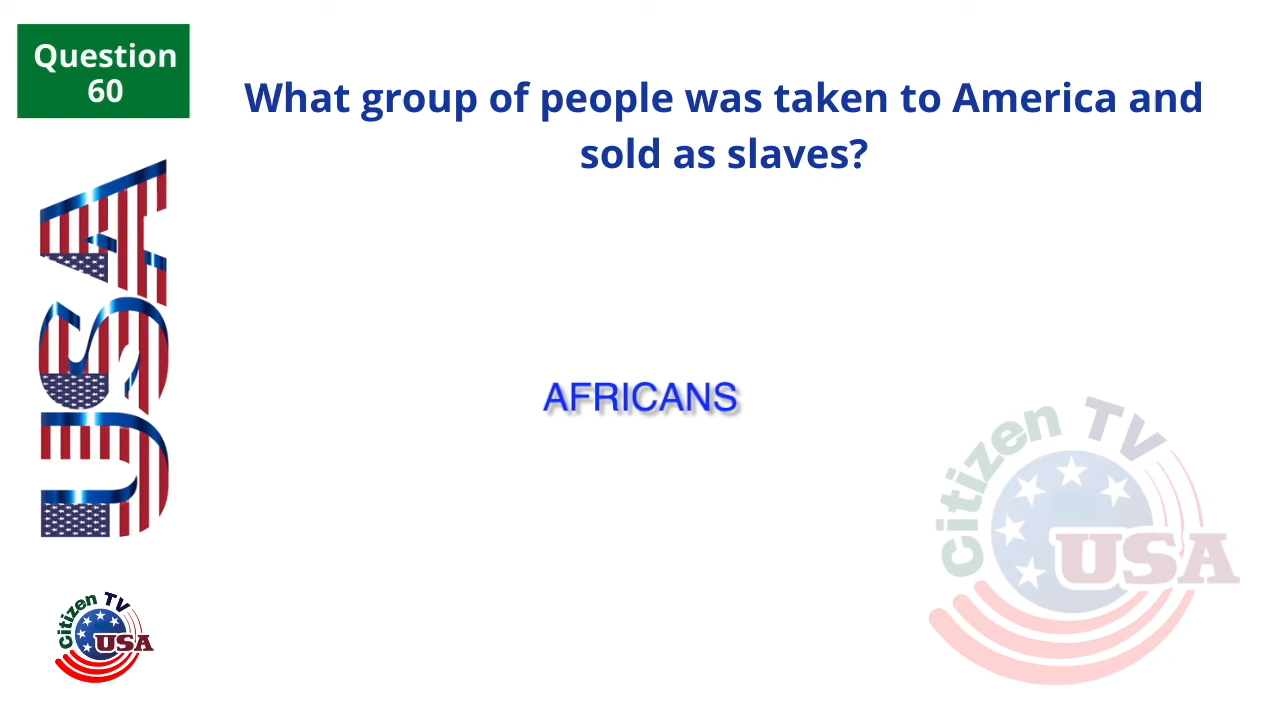 Question
60
What group of people was taken to America and
sold as slaves?
USA
AFRICANS
Citizen TV
USA
Citizen TV
USA